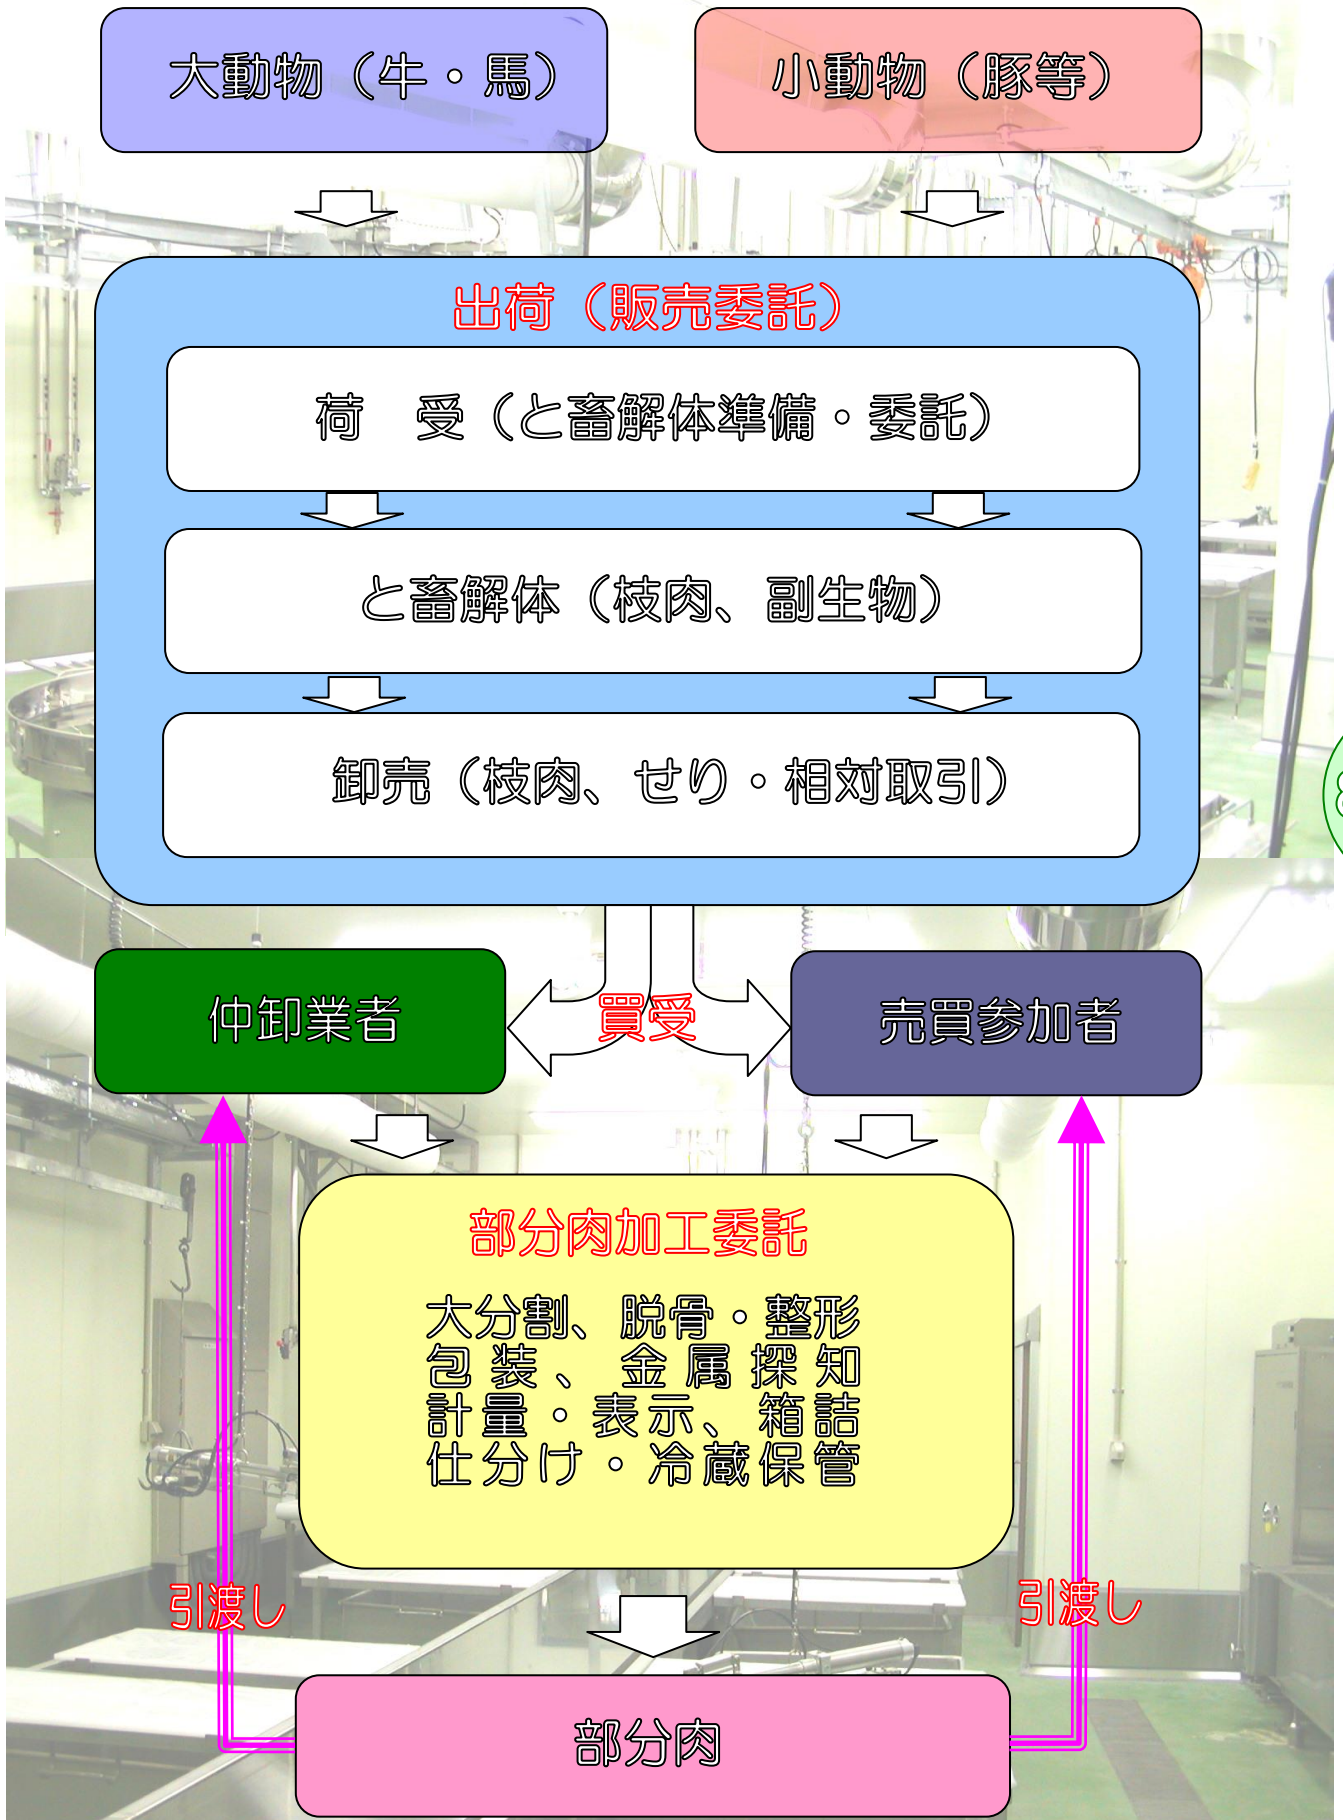 大動物（牛・馬）
小動物（豚等）
出荷（販売委託）
荷　受（と畜解体準備・委託）
と畜解体（枝肉、副生物）
卸売（枝肉、せり・相対取引）
仲卸業者
買受
売買参加者
部分肉加工委託
大分割、脱骨・整形
包装、金属探知
計量・表示、箱詰
仕分け・冷蔵保管
引渡し
引渡し
部分肉